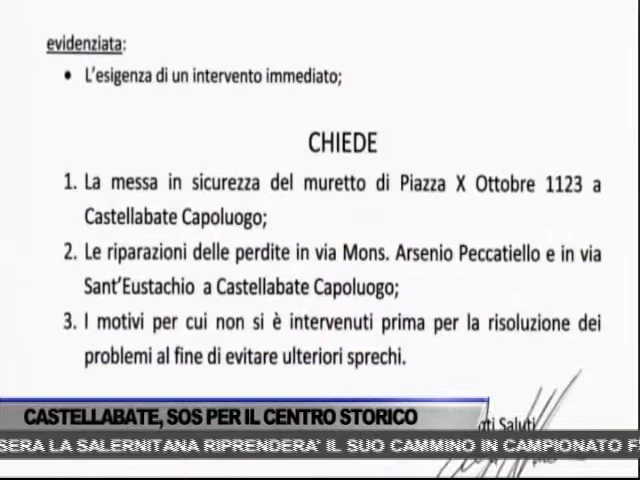 evidenziata:
• L'esigenza di un intervento immediato;
CHIEDE
1. La messa in sicurezza del muretto di Piazza X Ottobre 1123 a
Castellabate Capoluogo;
2. Le riparazioni delle perdite in via Mons. Arsenio Peccatiello e in via
Sant'Eustachio a Castellabate Capoluogo;
3. I motivi per cui non si è intervenuti prima per la risoluzione dei
problemi al fine di evitare ulteriori sprechi.
CASTELLABATE, SOS PER IL CENTRO STORICO
Saluti
SERA LA SALERNITANA RIPRENDERA' IL SUO CAMMINO IN CAMPIONATO